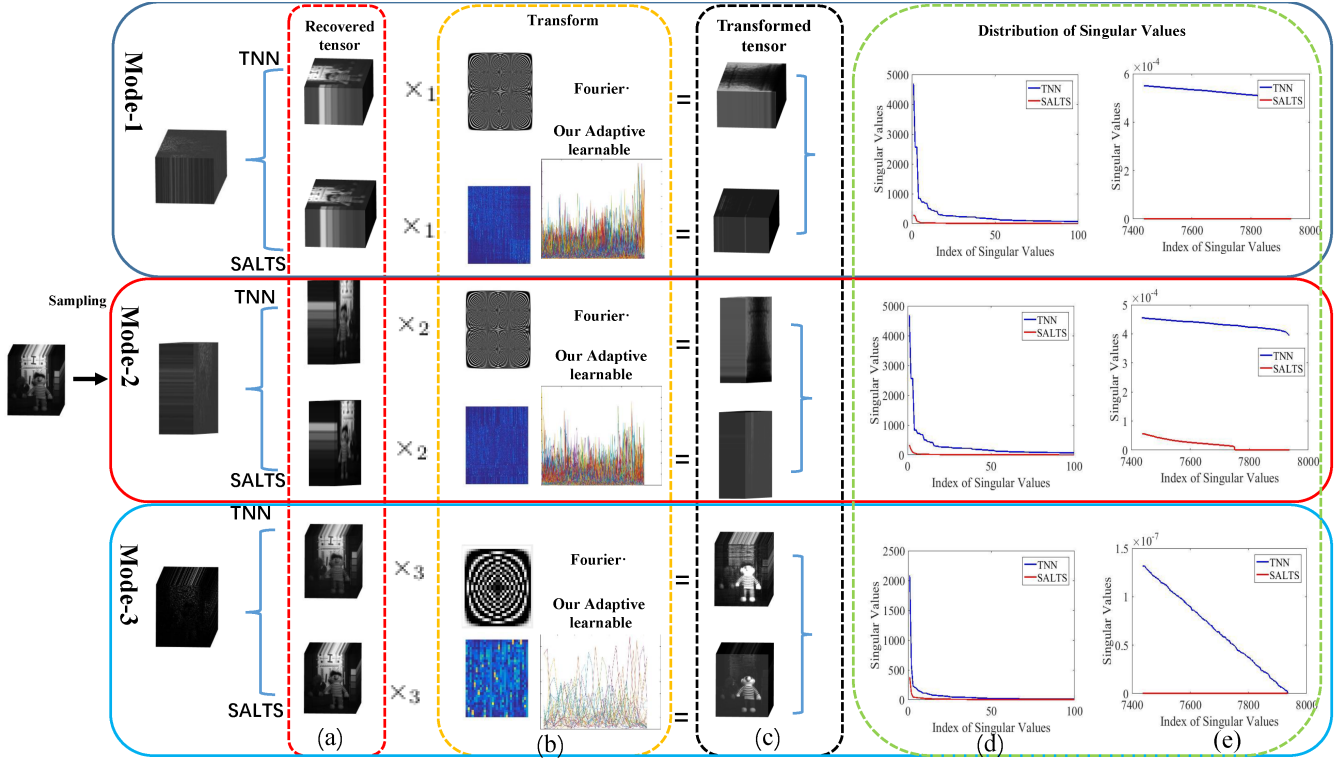 Recovered
tensor
Transform
Transformed
tensor
Distribution of Singular Values
Sampling
Mode-1
TNN
SALTS
×1
×1
Fourier·
Our Adaptive
learnable
=
=
5000
4000
3000
2000
1000
0
0
50
100
Singular Values
Index of Singular Values
TNN
SALTS
×10-4
6
4
2
0
7400
7600
7800
8000
Singular Values
Index of Singular Values
TNN
SALTS
Mode-2
TNN
SALTS
×2
×2
Fourier·
Our Adaptive
learnable
=
=
5000
4000
3000
2000
1000
0
0
50
100
Singular Values
Index of Singular Values
TNN
SALTS
×10-4
5
4
3
2
1
0
7400
7600
7800
8000
Singular Values
Index of Singular Values
TNN
SALTS
Mode-3
TNN
SALTS
×3
×3
Fourier·
Our Adaptive
learnable
=
=
2500
2000
1500
1000
500
0
0
50
100
Singular Values
Index of Singular Values
TNN
SALTS
×10-7
1.5
1
0.5
0
7400
7600
7800
8000
Singular Values
Index of Singular Values
TNN
SALTS
(a)
(b)
(c)
(d)
(e)